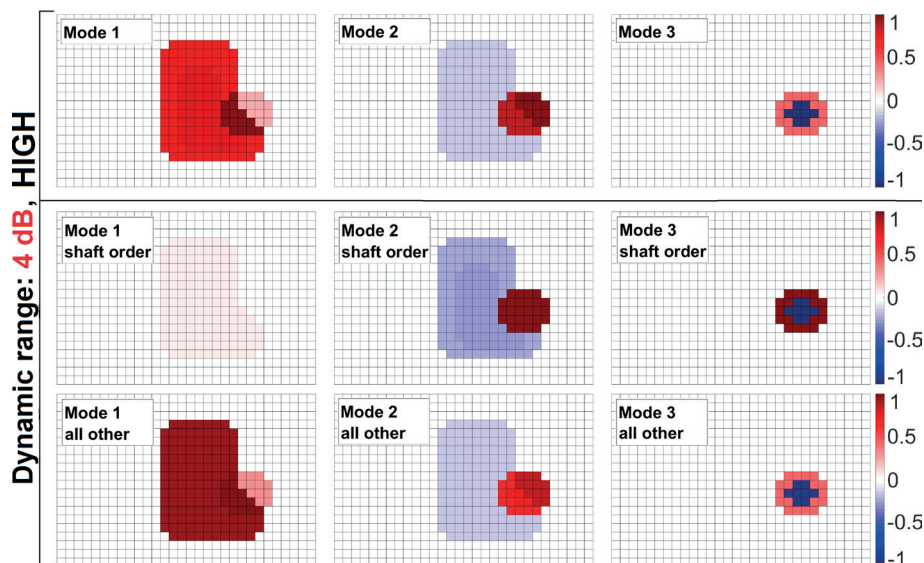 Dynamic range: 4 dB, HIGH
Mode 1
Mode 2
Mode 3
1
0.5
0
-0.5
-1
Mode 1
shaft order
Mode 2
shaft order
Mode 3
shaft order
1
0.5
0
-0.5
-1
Mode 1
all other
Mode 2
all other
Mode 3
all other
1
0.5
0
-0.5
-1